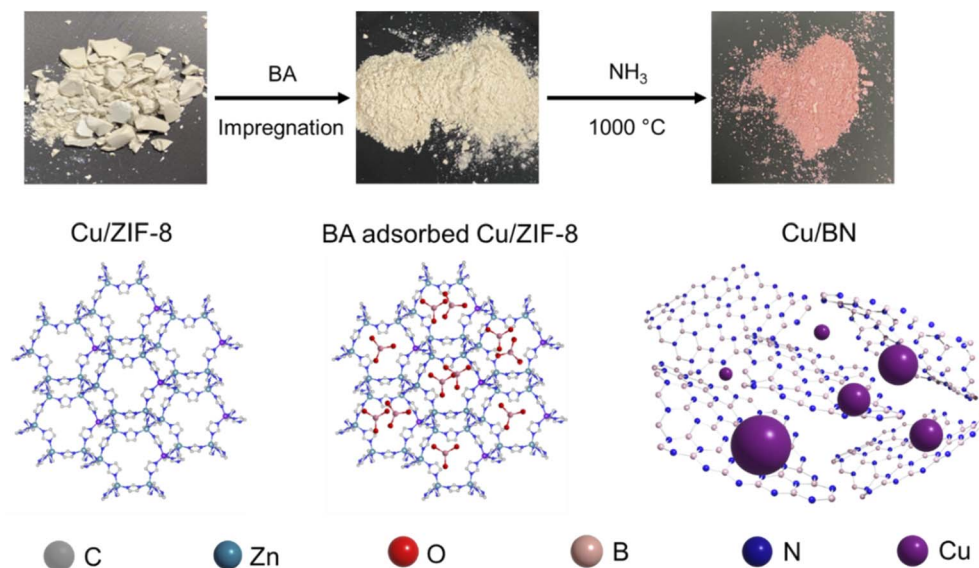 BA
Impregnation
NH₃
1000 °C
Cu/ZIF-8
BA adsorbed Cu/ZIF-8
Cu/BN
C
Zn
O
B
N
Cu